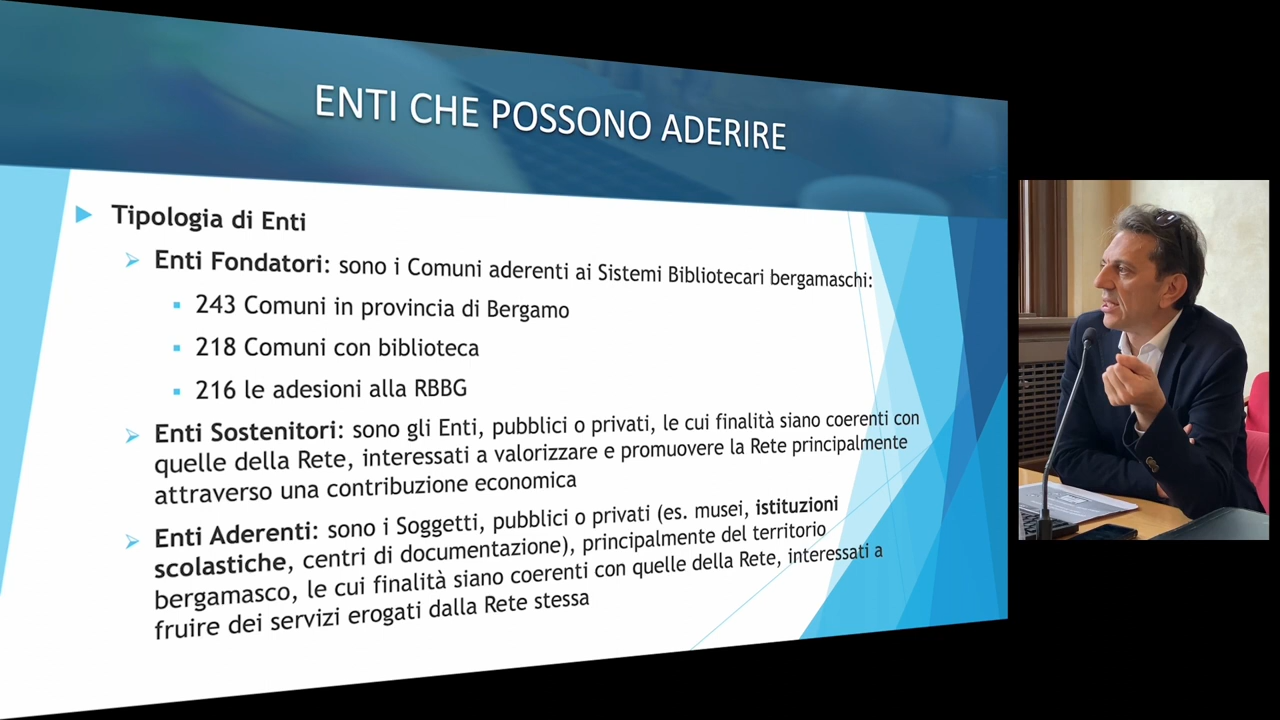 ENTI CHE POSSONO ADERIRE
Tipologia di Enti
Enti Fondatori: sono i Comuni aderenti ai Sistemi Bibliotecari bergamaschi:
243 Comuni in provincia di Bergamo
218 Comuni con biblioteca
216 le adesioni alla RBBG
Enti Sostenitori: sono gli Enti, pubblici o privati, le cui finalità siano coerenti con
quelle della Rete, interessati a valorizzare e promuovere la Rete principalmente
attraverso una contribuzione economica
Enti Aderenti: sono i Soggetti, pubblici o privati (es. musei, istituzioni
scolastiche, centri di documentazione), principalmente del territorio
bergamasco, le cui finalità siano coerenti con quelle della Rete, interessati a
fruire dei servizi erogati dalla Rete stessa